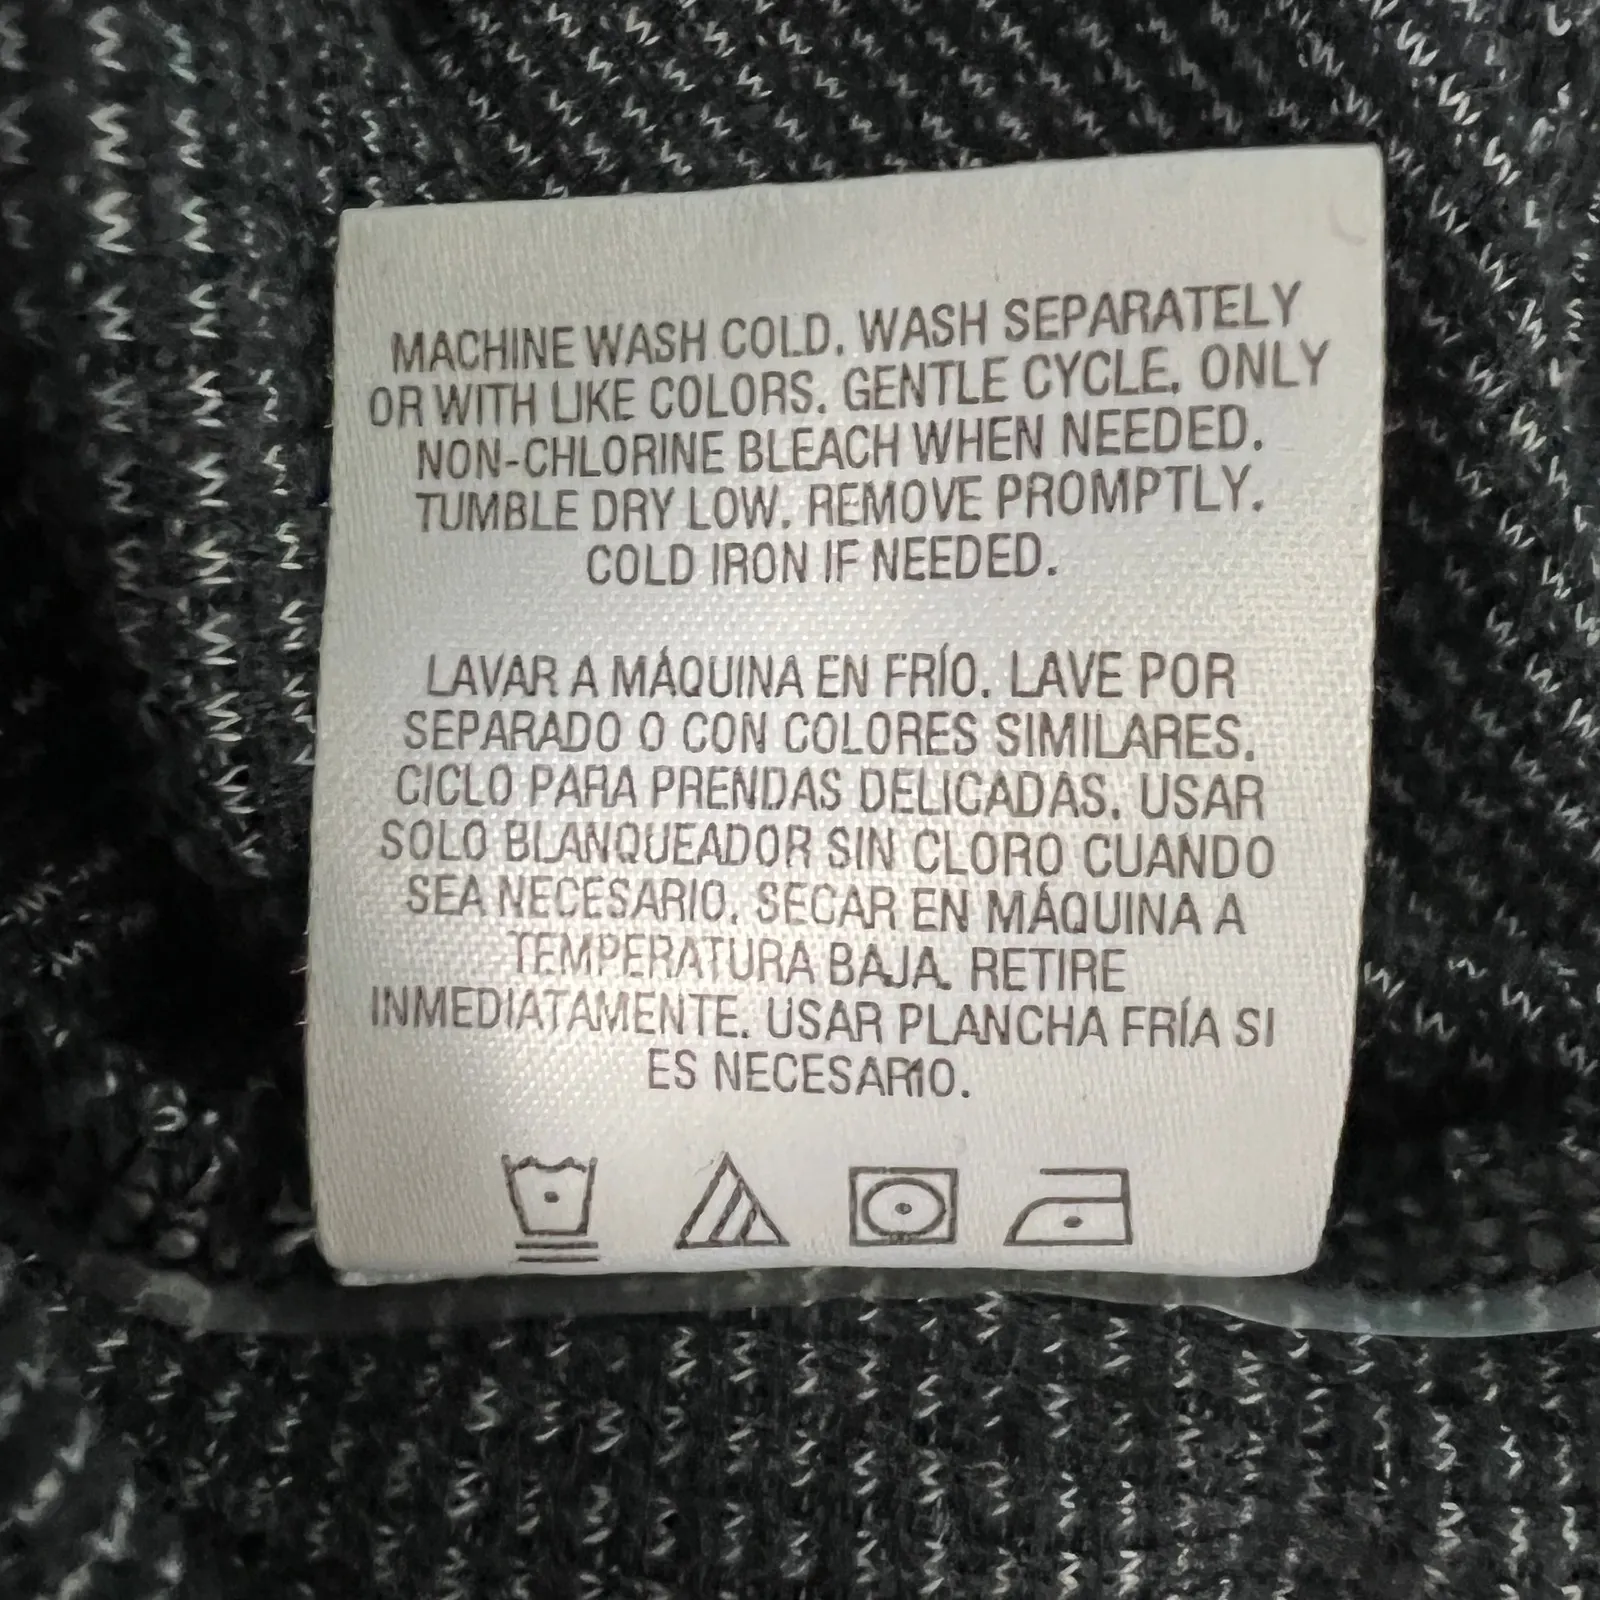 MACHINE WASH COLD. WASH SEPARATELY
OR WITH LIKE COLORS. GENTLE CYCLE. ONLY
NON-CHLORINE BLEACH WHEN NEEDED.
TUMBLE DRY LOW. REMOVE PROMPTLY.
COLD IRON IF NEEDED.
LAVAR A MÁQUINA EN FRÍO. LAVE POR
SEPARADO O CON COLORES SIMILARES.
CICLO PARA PRENDAS DELICADAS. USAR
SOLO BLANQUEADOR SIN CLORO CUANDO
SEA NECESARIO. SECAR EN MÁQUINA A
TEMPERATURA BAJA. RETIRE
INMEDIATAMENTE. USAR PLANCHA FRÍA SI
ES NECESARIO.